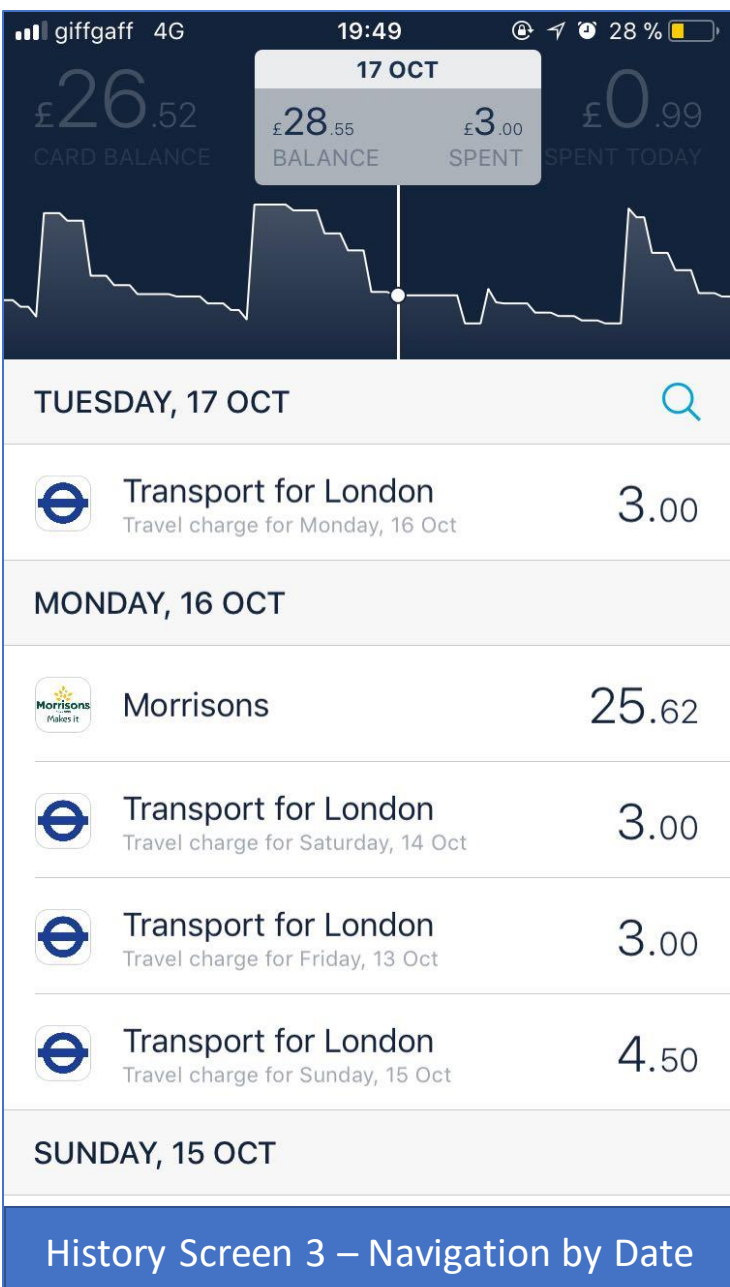 giffgaff 4G 19:49 28 %
17 OCT
£26.52 £28.55 £3.00 £0.99
CARD BALANCE BALANCE SPENT SPENT TODAY
TUESDAY, 17 OCT
Transport for London 3.00
Travel charge for Monday, 16 Oct
MONDAY, 16 OCT
Morrisons
Makes it
Morrisons 25.62
Transport for London 3.00
Travel charge for Saturday, 14 Oct
Transport for London 3.00
Travel charge for Friday, 13 Oct
Transport for London 4.50
Travel charge for Sunday, 15 Oct
SUNDAY, 15 OCT
History Screen 3 – Navigation by Date